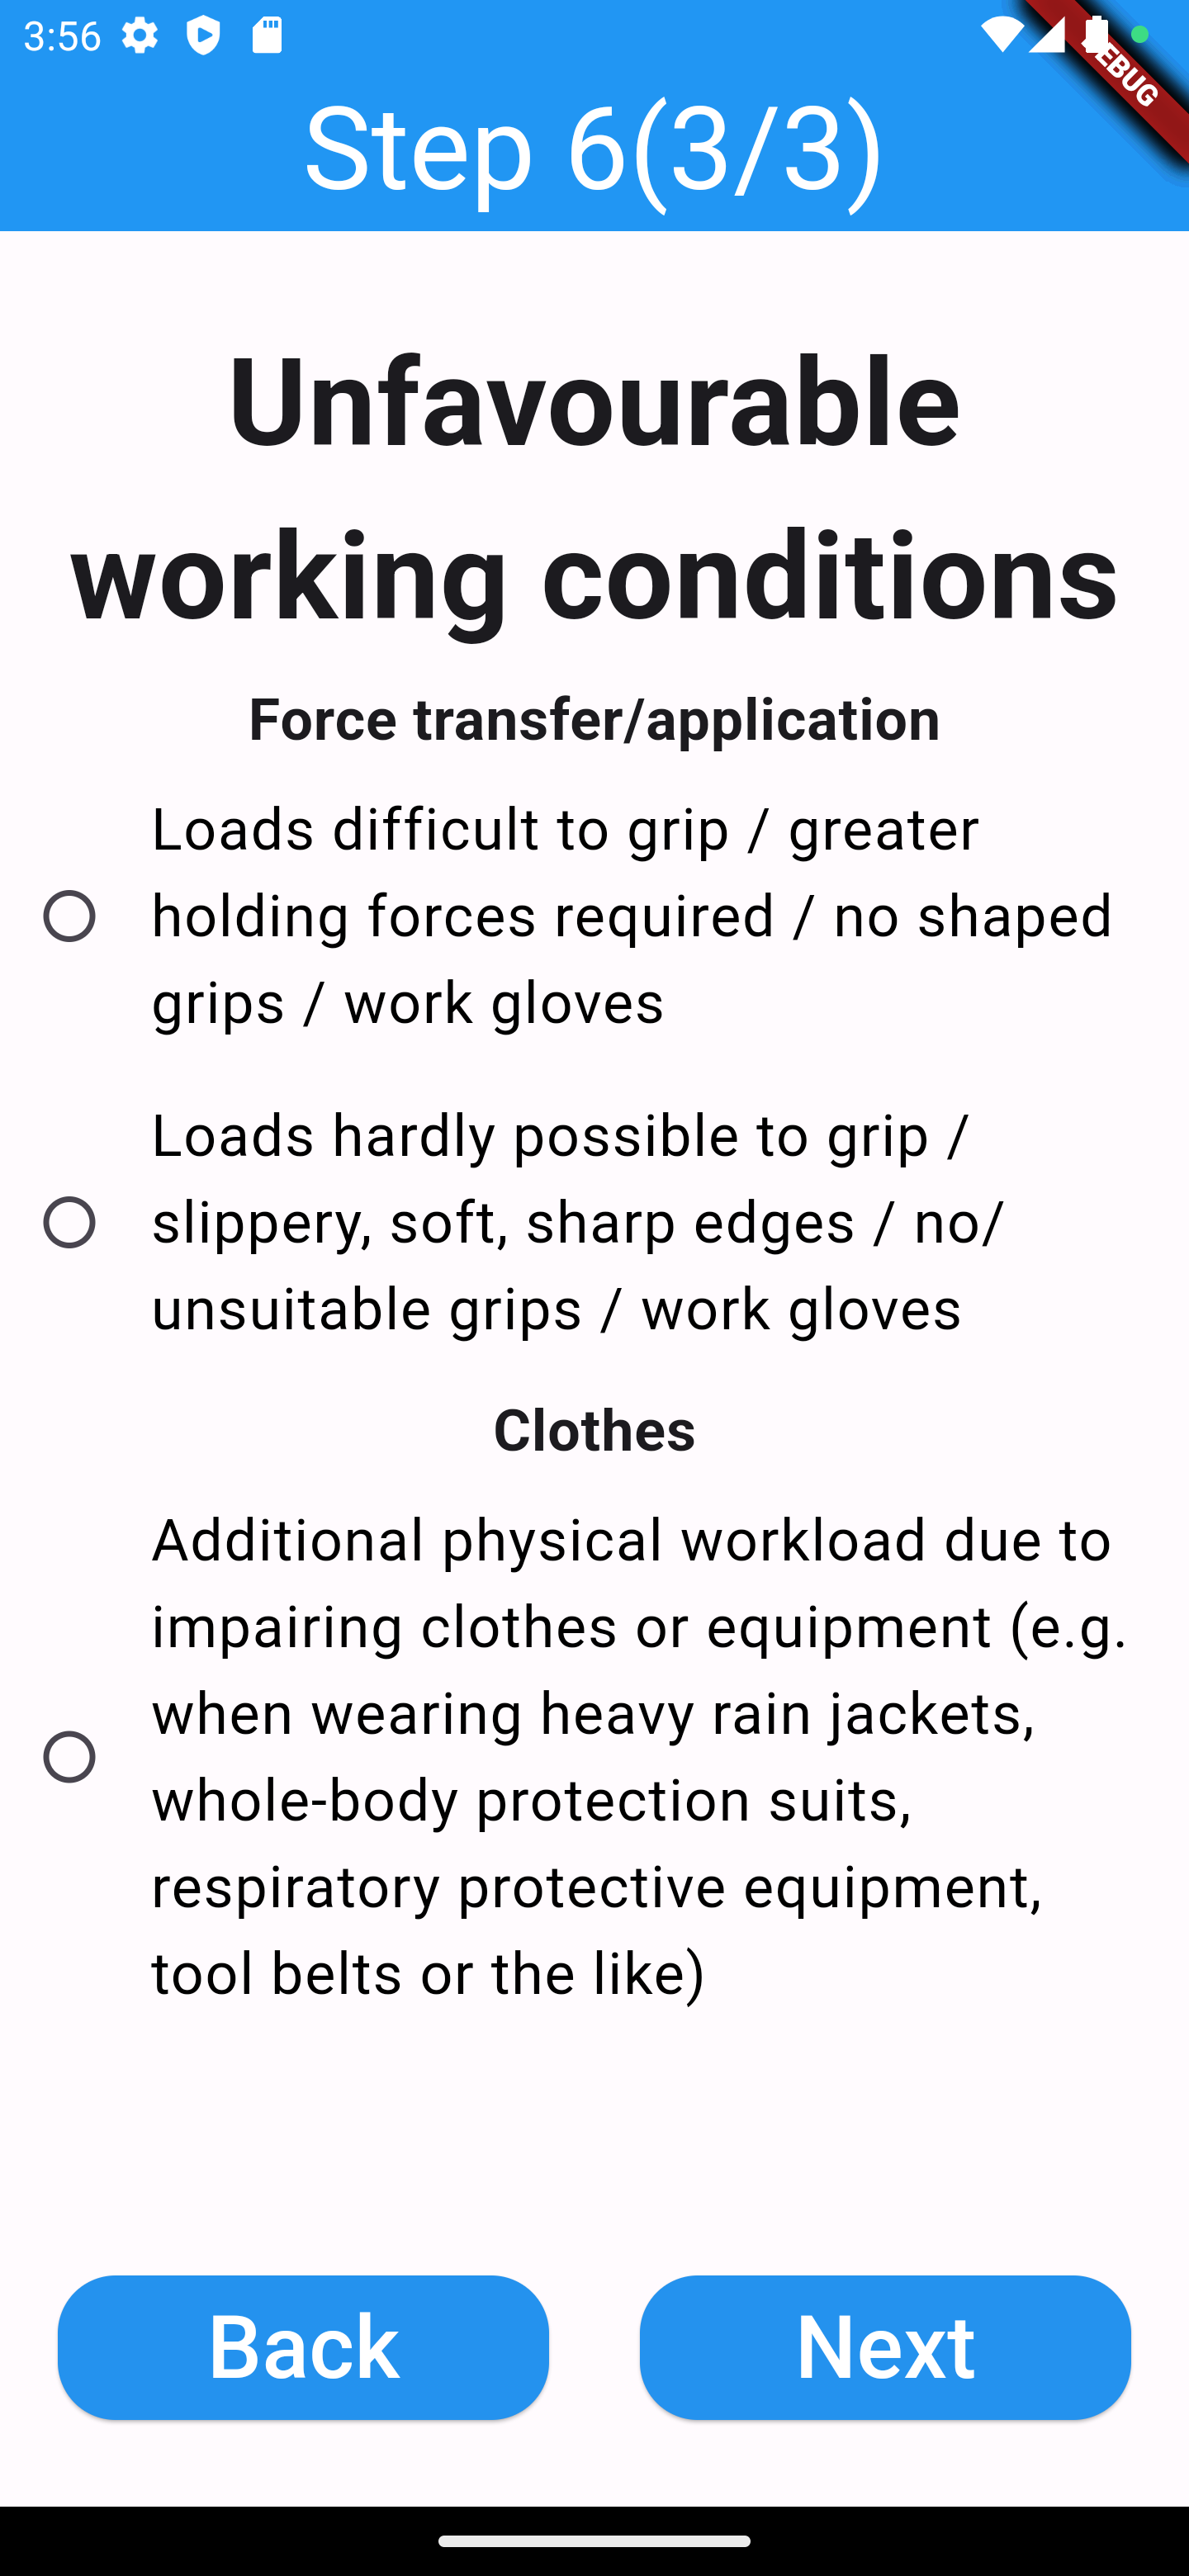 3:56
Step 6(3/3)
Unfavourable
working conditions
Force transfer/application
Loads difficult to grip / greater
holding forces required / no shaped
grips / work gloves
Loads hardly possible to grip /
slippery, soft, sharp edges / no/
unsuitable grips / work gloves
Clothes
Additional physical workload due to
impairing clothes or equipment (e.g.
when wearing heavy rain jackets,
whole-body protection suits,
respiratory protective equipment,
tool belts or the like)
Back
Next